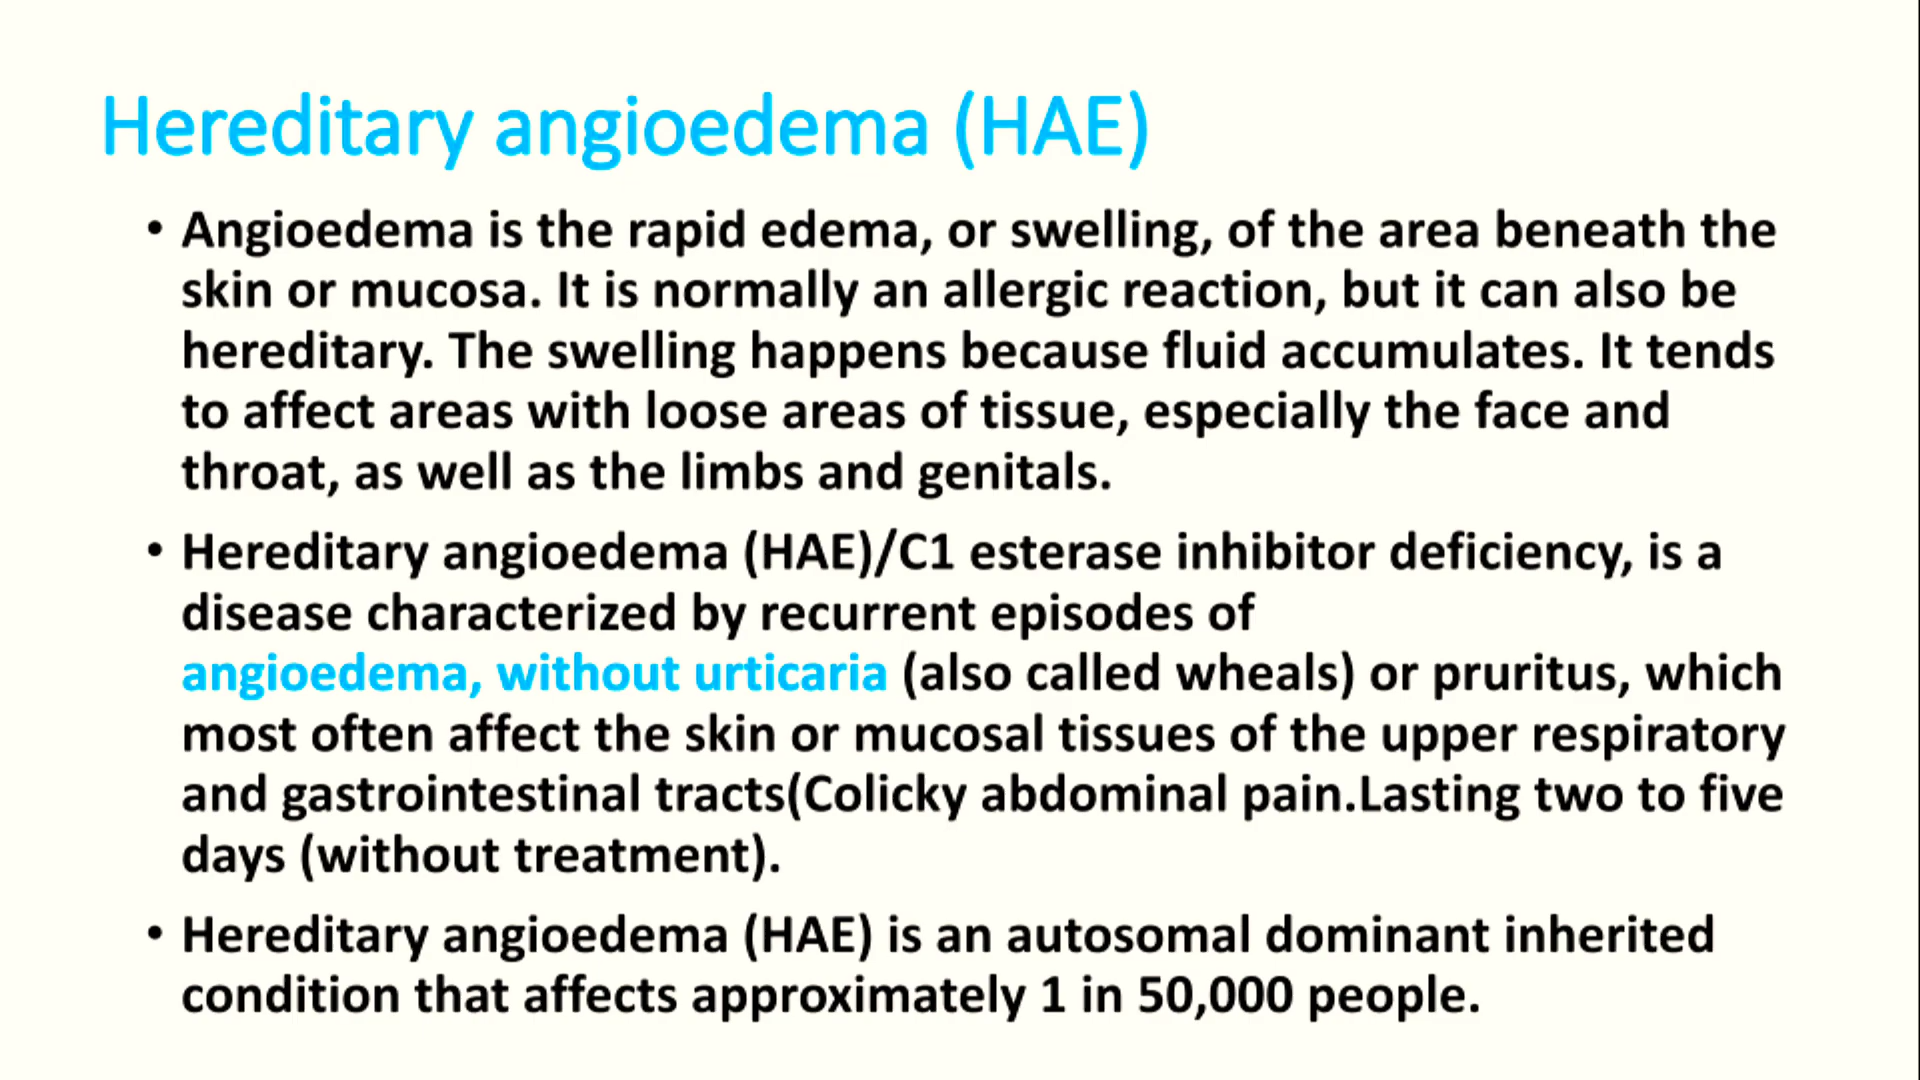 Hereditary angioedema (HAE)
• Angioedema is the rapid edema, or swelling, of the area beneath the
skin or mucosa. It is normally an allergic reaction, but it can also be
hereditary. The swelling happens because fluid accumulates. It tends
to affect areas with loose areas of tissue, especially the face and
throat, as well as the limbs and genitals.
• Hereditary angioedema (HAE)/C1 esterase inhibitor deficiency, is a
disease characterized by recurrent episodes of
angioedema, without urticaria (also called wheals) or pruritus, which
most often affect the skin or mucosal tissues of the upper respiratory
and gastrointestinal tracts(Colicky abdominal pain.Lasting two to five
days (without treatment).
• Hereditary angioedema (HAE) is an autosomal dominant inherited
condition that affects approximately 1 in 50,000 people.